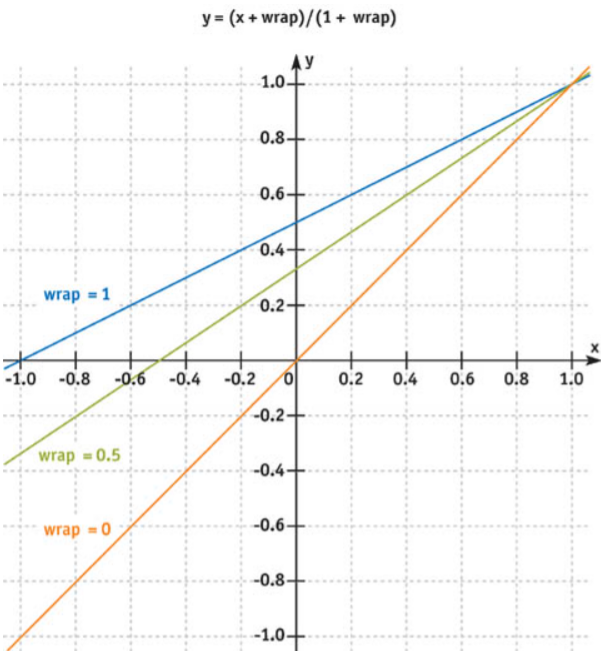 y = (x + wrap)/(1 + wrap)
y
1.0
0.8
0.6
0.4
wrap = 1
0.2
x
-1.0 -0.8 -0.6 -0.4 -0.2 0 0.2 0.4 0.6 0.8 1.0
-0.2
wrap = 0.5
-0.4
wrap = 0
-0.6
-0.8
-1.0